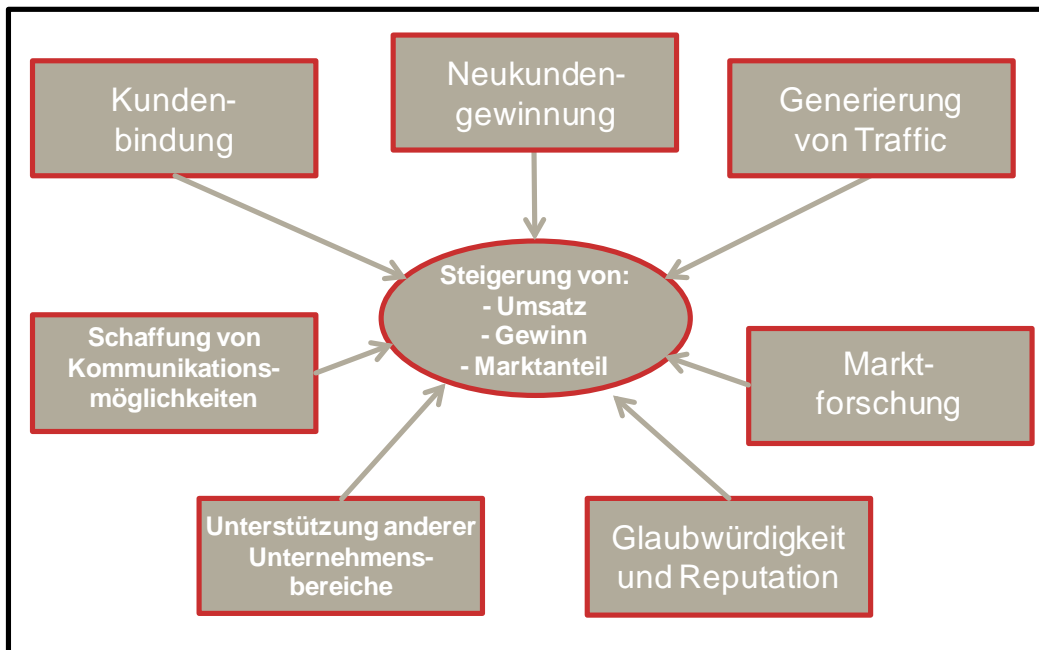 Kunden-
bindung
Neukunden-
gewinnung
Generierung
von Traffic
Steigerung von:
- Umsatz
- Gewinn
- Marktanteil
Schaffung von
Kommunikations-
möglichkeiten
Markt-
forschung
Unterstützung anderer
Unternehmens-
bereiche
Glaubwürdigkeit
und Reputation